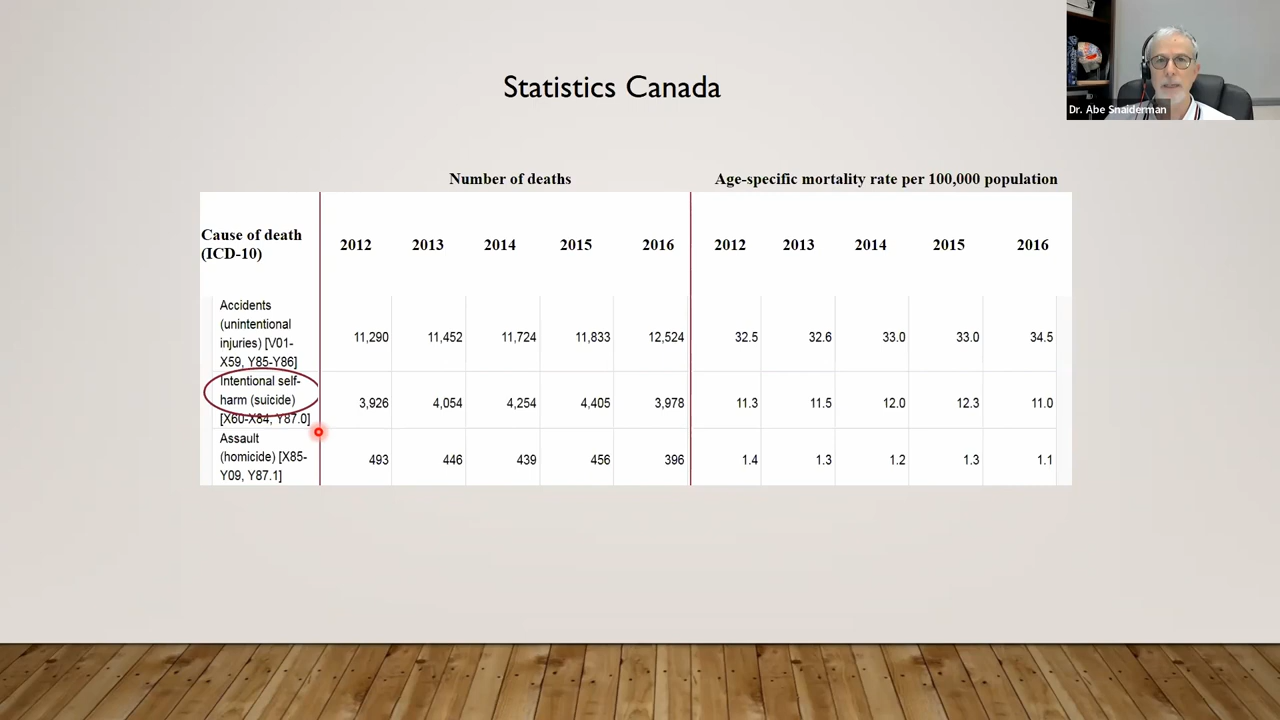 Statistics Canada
Dr. Abe Snaiderman
Number of deaths
Age-specific mortality rate per 100,000 population
Cause of death
(ICD-10)
2012 2013 2014 2015 2016 2012 2013 2014 2015 2016
Accidents
(unintentional
injuries) [V01-
X59, Y85-Y86]
11,290 11,452 11,724 11,833 12,524 32.5 32.6 33.0 33.0 34.5
Intentional self-
harm (suicide)
[X60-X84, Y87.0]
3,926 4,054 4,254 4,405 3,978 11.3 11.5 12.0 12.3 11.0
Assault
(homicide) [X85-
Y09, Y87.1]
493 446 439 456 396 1.4 1.3 1.2 1.3 1.1